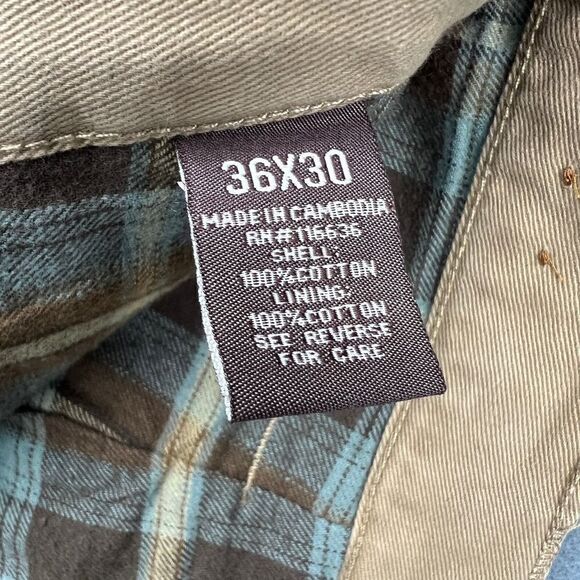 36X30
MADE IN CAMBODIA
RN#116636
SHELL:
100%COTTON
LINING:
100%COTTON
SEE REVERSE
FOR CARE